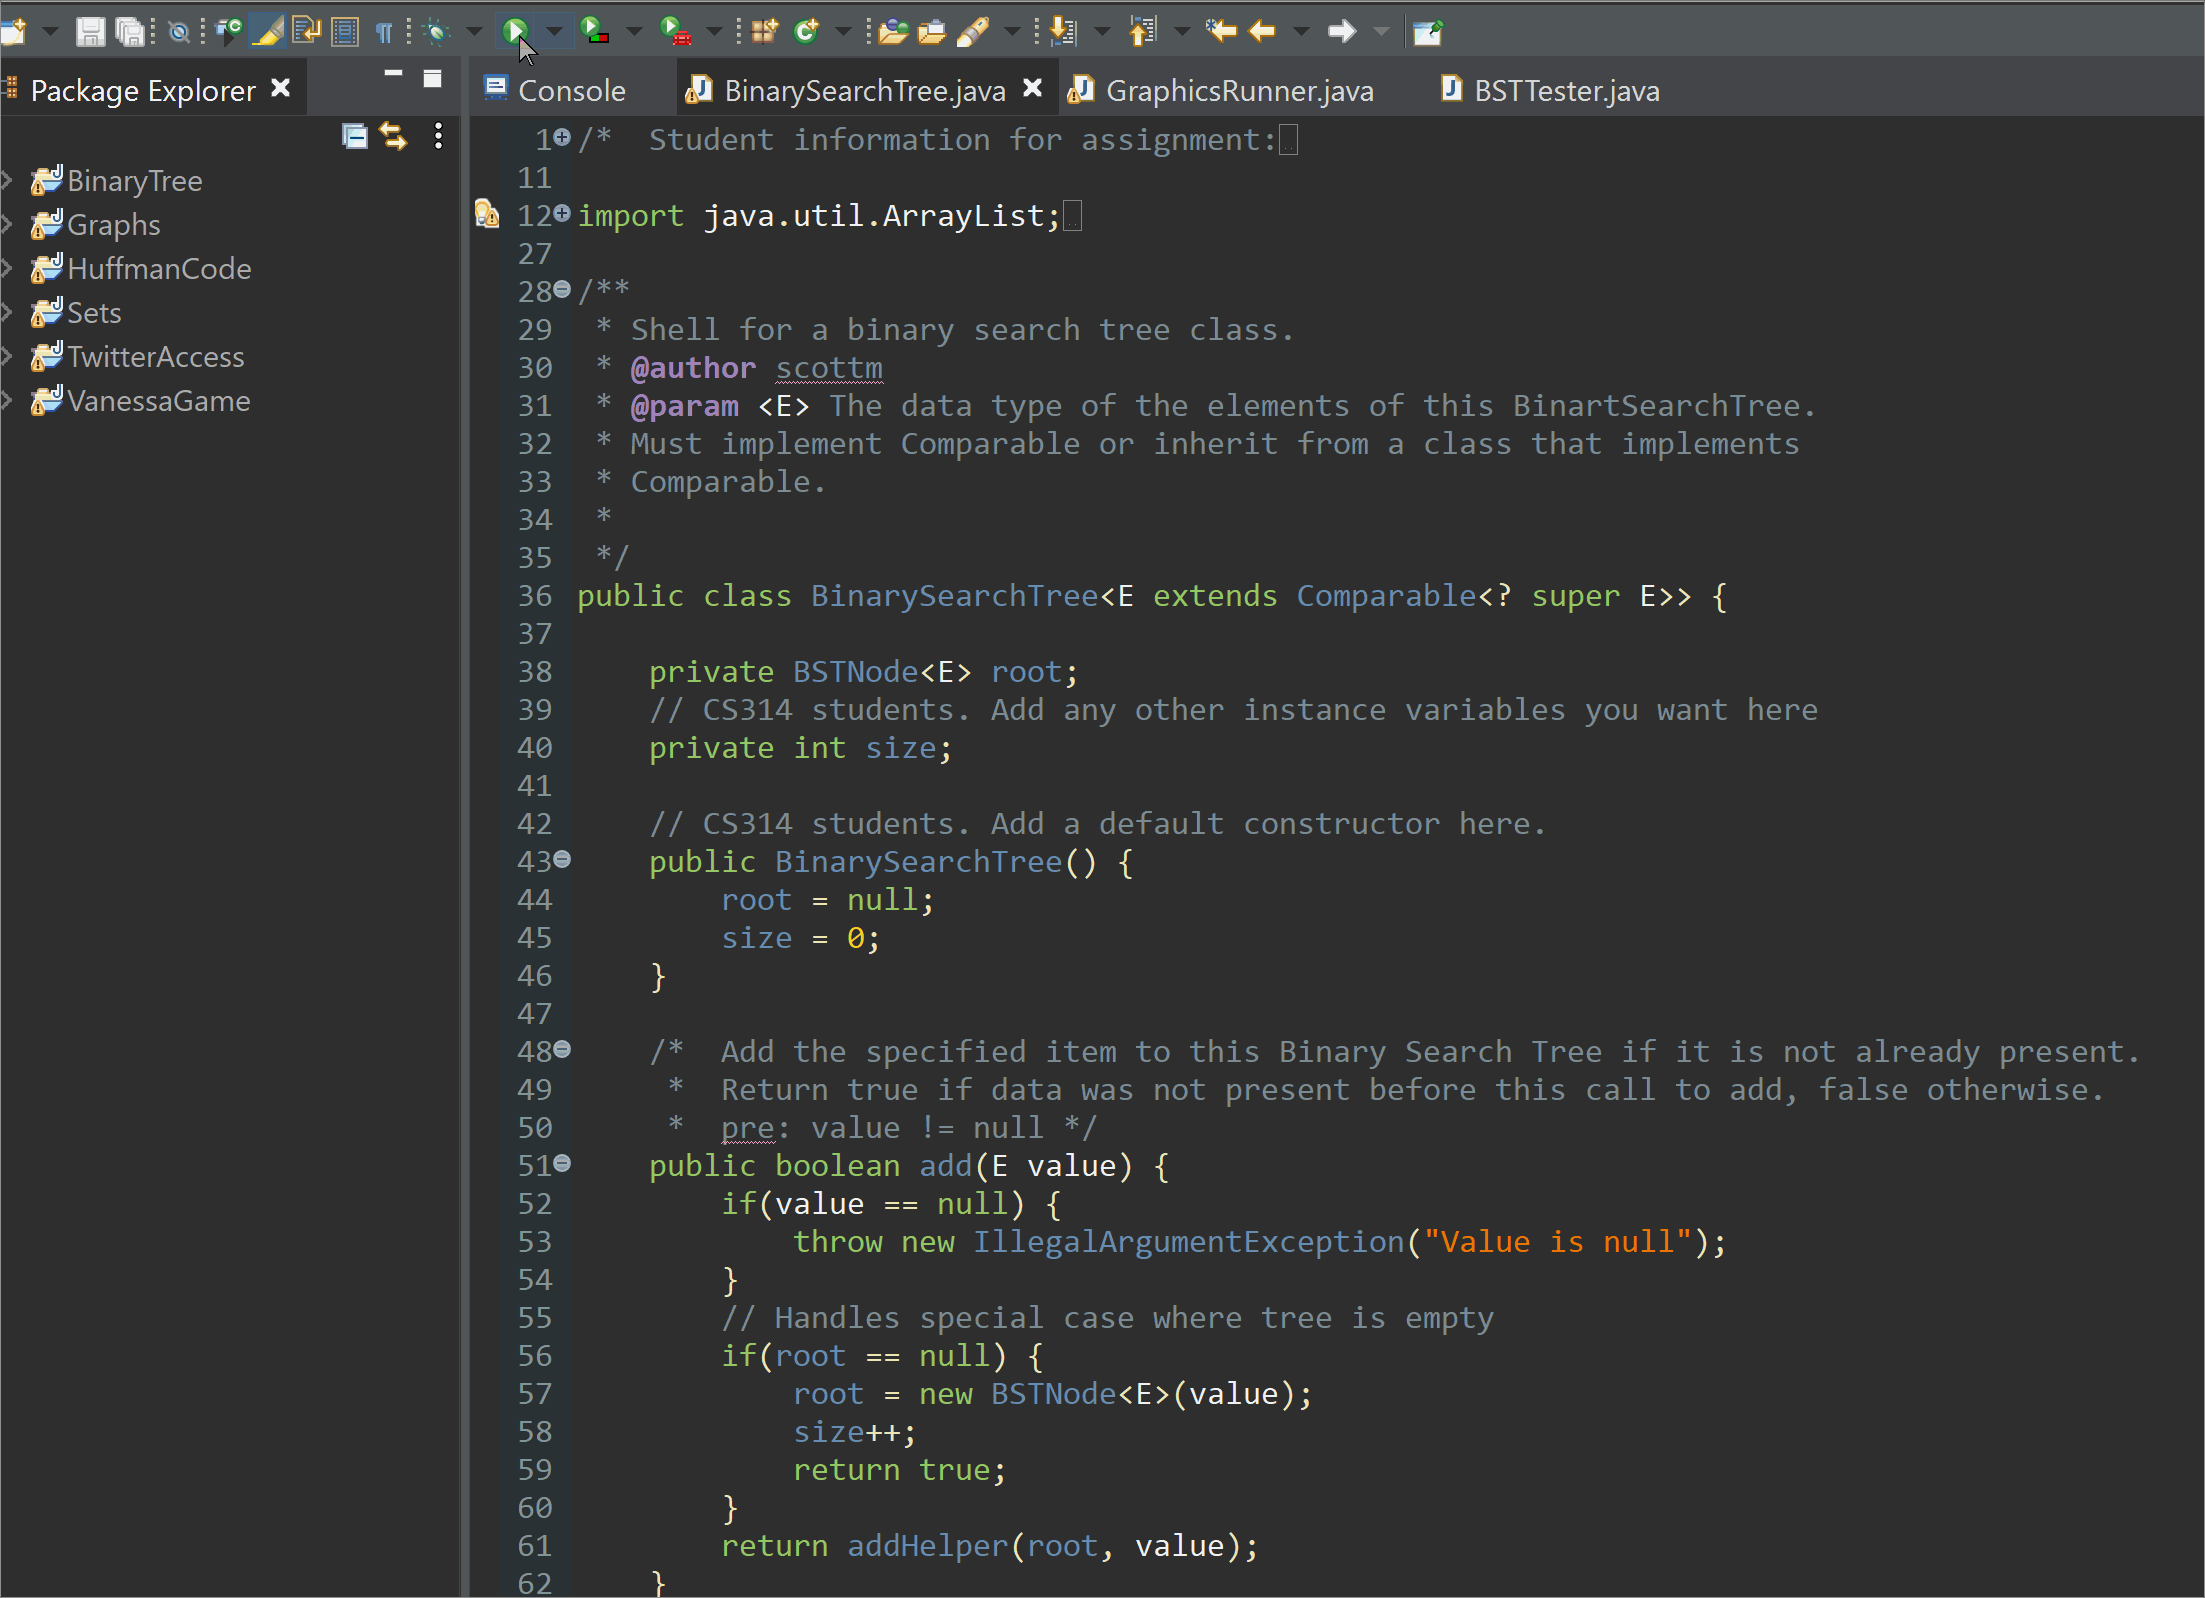 Package Explorer
Console
BinarySearchTree.java
GraphicsRunner.java
BSTTester.java
BinaryTree
Graphs
HuffmanCode
Sets
TwitterAccess
VanessaGame
1 /*  Student information for assignment:
11
12 import java.util.ArrayList;
27
28 /**
29  * Shell for a binary search tree class.
30  * @author scottm
31  * @param <E> The data type of the elements of this BinartSearchTree.
32  * Must implement Comparable or inherit from a class that implements
33  * Comparable.
34  *
35  */
36 public class BinarySearchTree<E extends Comparable<? super E>> {
37
38     private BSTNode<E> root;
39     // CS314 students. Add any other instance variables you want here
40     private int size;
41
42     // CS314 students. Add a default constructor here.
43     public BinarySearchTree() {
44         root = null;
45         size = 0;
46     }
47
48     /*  Add the specified item to this Binary Search Tree if it is not already present.
49      *  Return true if data was not present before this call to add, false otherwise.
50      *  pre: value != null */
51     public boolean add(E value) {
52         if(value == null) {
53             throw new IllegalArgumentException("Value is null");
54         }
55         // Handles special case where tree is empty
56         if(root == null) {
57             root = new BSTNode<E>(value);
58             size++;
59             return true;
60         }
61         return addHelper(root, value);
62     }